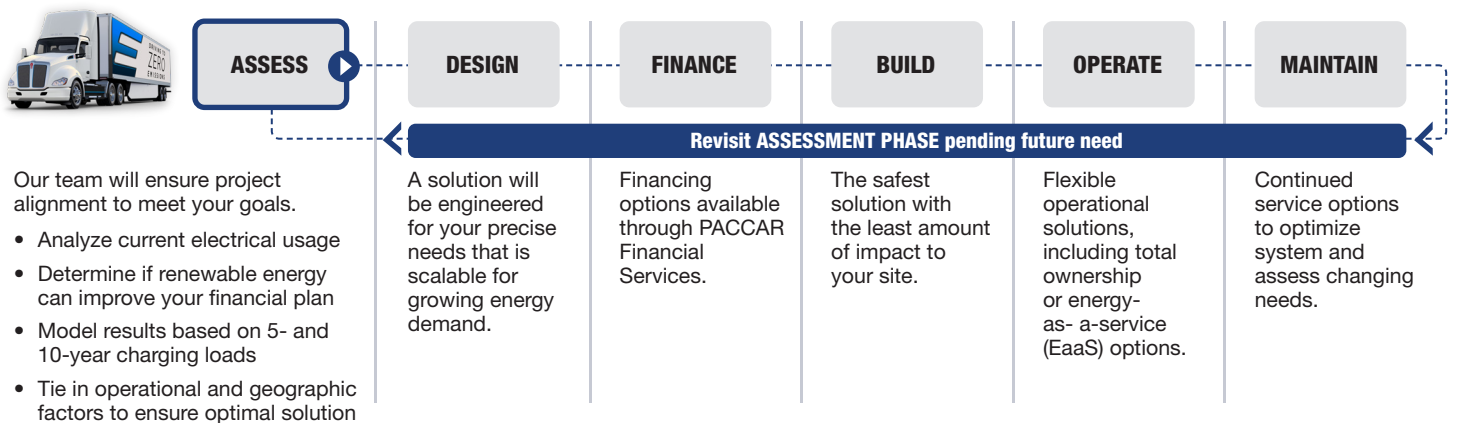 DRIVING TO
ZERO
EMISSIONS
ASSESS
DESIGN
FINANCE
BUILD
OPERATE
MAINTAIN
Revisit ASSESSMENT PHASE pending future need
Our team will ensure project
alignment to meet your goals.
• Analyze current electrical usage
• Determine if renewable energy
can improve your financial plan
• Model results based on 5- and
10-year charging loads
• Tie in operational and geographic
factors to ensure optimal solution
A solution will
be engineered
for your precise
needs that is
scalable for
growing energy
demand.
Financing
options available
through PACCAR
Financial
Services.
The safest
solution with
the least amount
of impact to
your site.
Flexible
operational
solutions,
including total
ownership
or energy-
as- a-service
(EaaS) options.
Continued
service options
to optimize
system and
assess changing
needs.